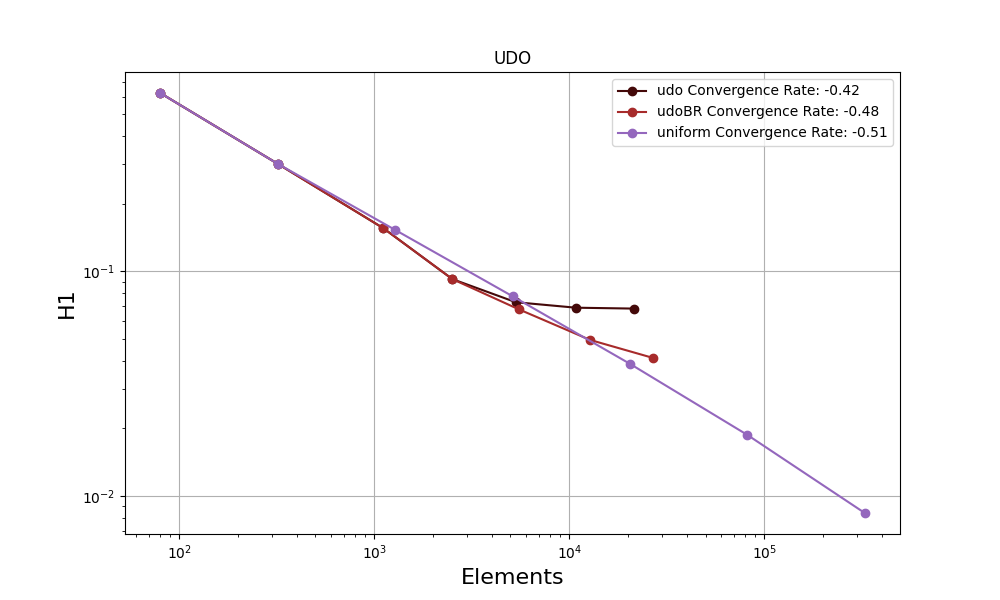 UDO
udo Convergence Rate: -0.42
udoBR Convergence Rate: -0.48
uniform Convergence Rate: -0.51
H1
10⁻¹
10⁻²
10² 10³ 10⁴ 10⁵
Elements